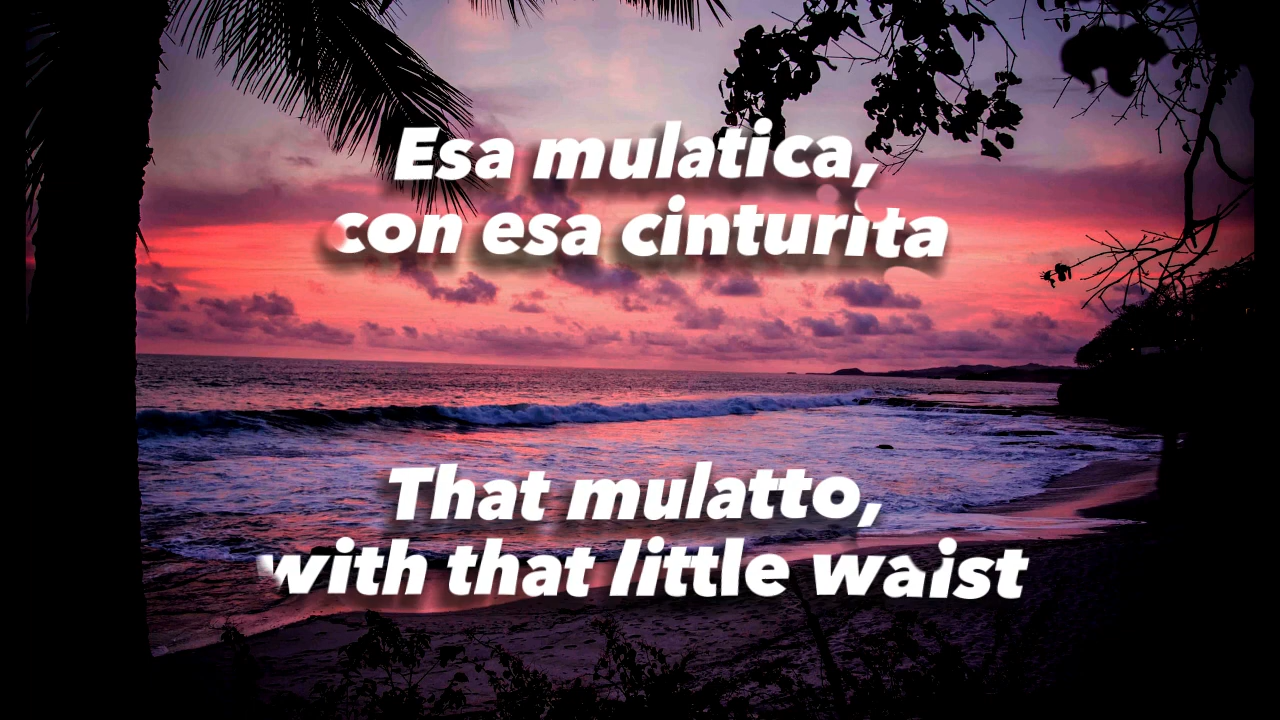 Esa mulatica,
con esa cinturita
That mulatto,
with that little waist